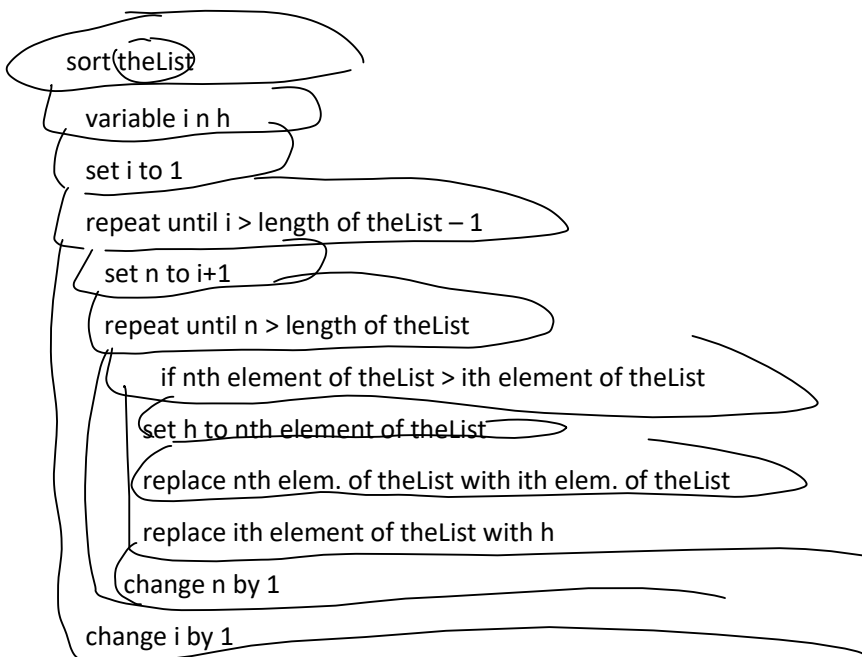 sort theList
variable i n h
set i to 1
repeat until i > length of theList – 1
set n to i+1
repeat until n > length of theList
if nth element of theList > ith element of theList
set h to nth element of theList
replace nth elem. of theList with ith elem. of theList
replace ith element of theList with h
change n by 1
change i by 1